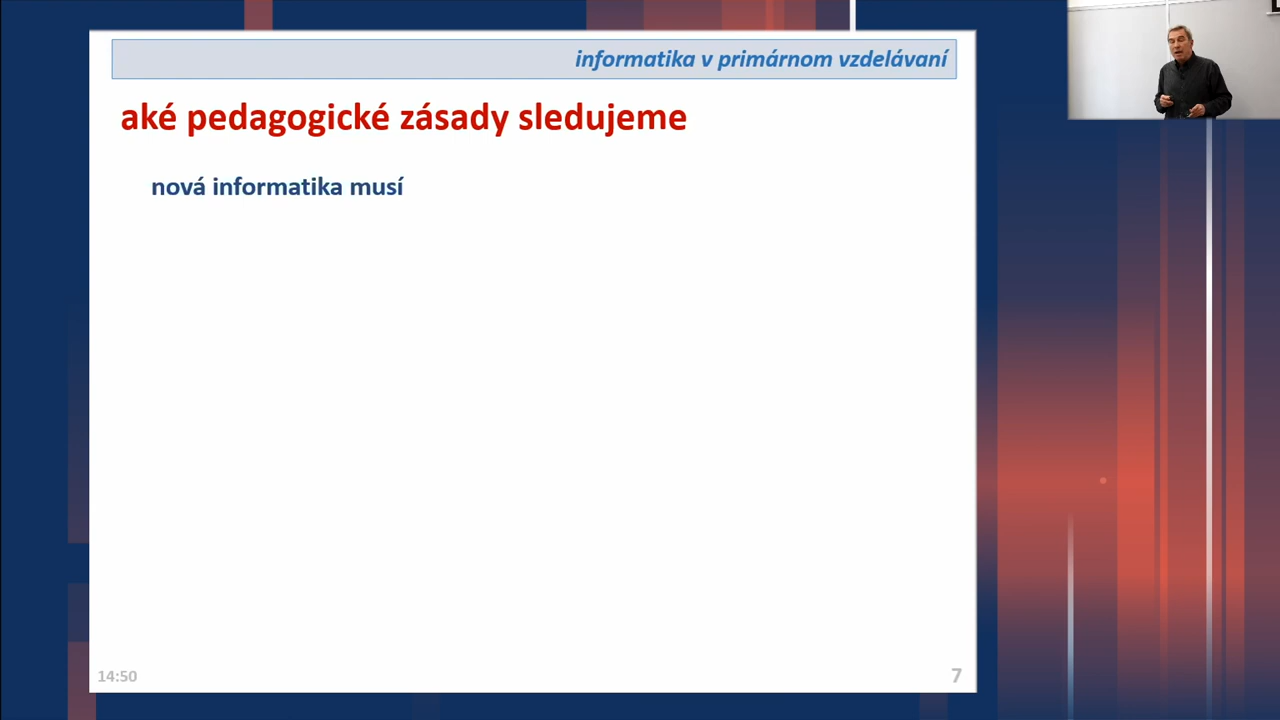 informatika v primárnom vzdelávaní
aké pedagogické zásady sledujeme
nová informatika musí
14:50
7